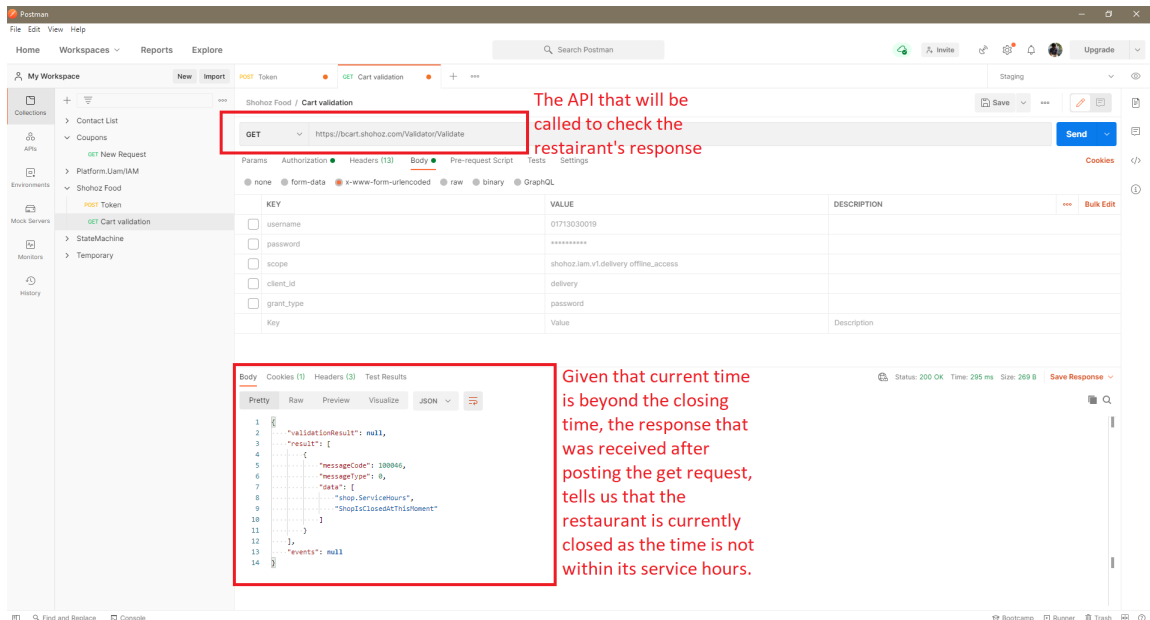 Postman
File Edit View Help
Home Workspaces Reports Explore
Search Postman
Invite
Upgrade
My Workspace
New Import
POST Token
GET Cart validation
+ ooo
Staging
Collections
APIs
Environments
Mock Servers
Monitors
History
Contact List
Coupons
GET New Request
Platform.Uam/IAM
Shohoz Food
POST Token
GET Cart validation
StateMachine
Temporary
Shohoz Food / Cart validation
Save
The API that will be
called to check the
restairant's response
GET https://bcart.shohoz.com/Validator/Validate
Send
Params Authorization Headers (13) Body Pre-request Script Tests Settings
Cookies
none form-data x-www-form-urlencoded raw binary GraphQL
KEY VALUE DESCRIPTION ooo Bulk Edit
username 01713030019
password **********
scope shohoz.iam.v1.delivery offline_access
client_id delivery
grant_type password
Key Value Description
Body Cookies (1) Headers (3) Test Results
Status: 200 OK Time: 295 ms Size: 269 B Save Response
Pretty Raw Preview Visualize JSON
1 {
2 "validationResult": null,
3 "result": [
4 {
5 "messageCode": 100046,
6 "messageType": 0,
7 "data": [
8 "shop.ServiceHours",
9 "ShopIsClosedAtThisMoment"
10 ]
11 }
12 ],
13 "events": null
14 }
Given that current time
is beyond the closing
time, the response that
was received after
posting the get request,
tells us that the
restaurant is currently
closed as the time is not
within its service hours.
Find and Replace Console
Bootcamp Runner Trash